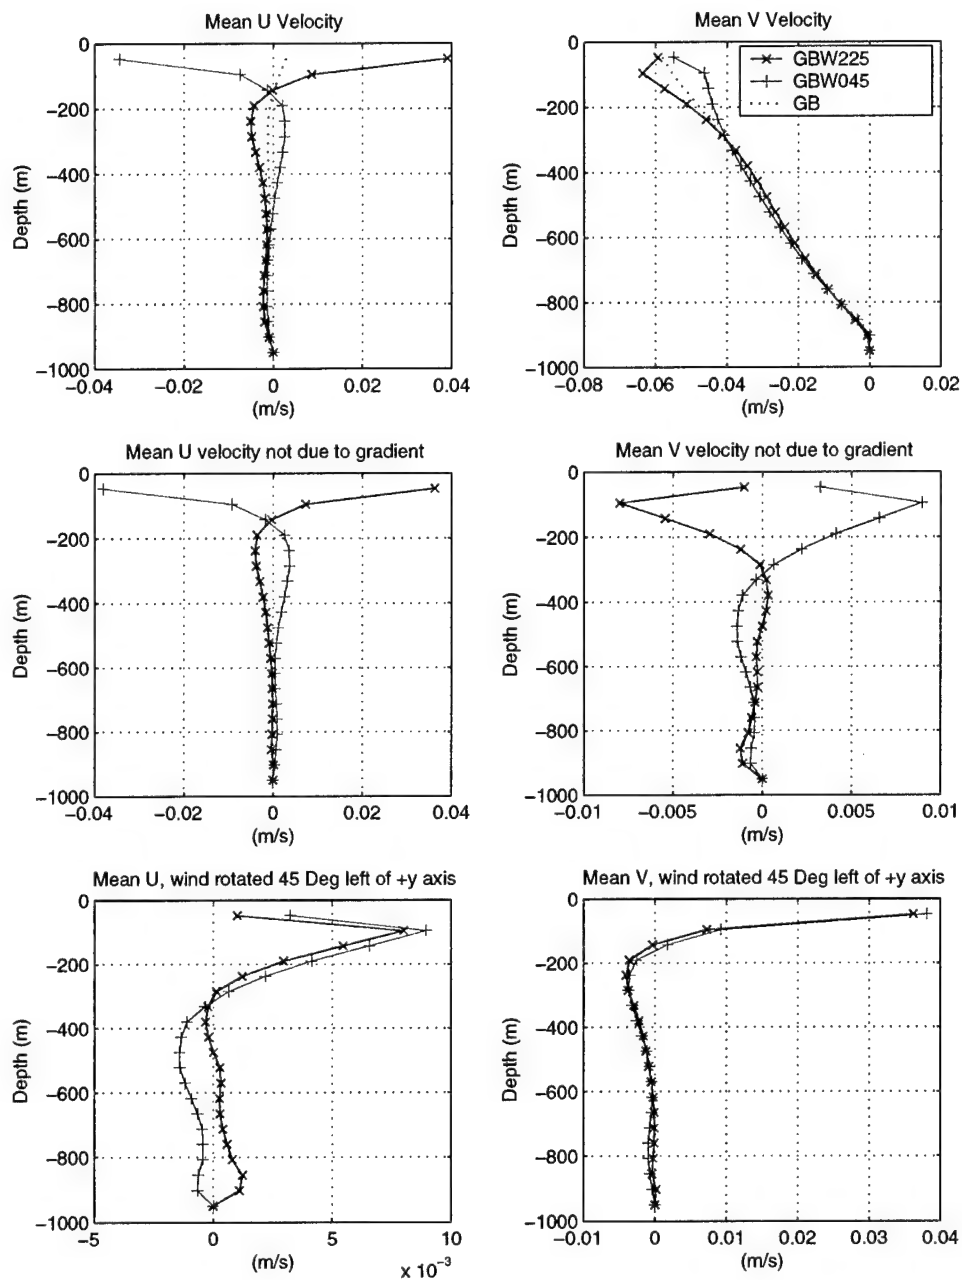 Mean U Velocity
0
−200
−400
−600
−800
−1000
Depth (m)
−0.04 −0.02 0 0.02 0.04
(m/s)
Mean V Velocity
GBW225
GBW045
GB
0
−200
−400
−600
−800
−1000
Depth (m)
−0.08 −0.06 −0.04 −0.02 0 0.02
(m/s)
Mean U velocity not due to gradient
0
−200
−400
−600
−800
−1000
Depth (m)
−0.04 −0.02 0 0.02 0.04
(m/s)
Mean V velocity not due to gradient
0
−200
−400
−600
−800
−1000
Depth (m)
−0.01 −0.005 0 0.005 0.01
(m/s)
Mean U, wind rotated 45 Deg left of +y axis
0
−200
−400
−600
−800
−1000
Depth (m)
−5 0 5 10
(m/s)
x 10⁻³
Mean V, wind rotated 45 Deg left of +y axis
0
−200
−400
−600
−800
−1000
Depth (m)
−0.01 0 0.01 0.02 0.03 0.04
(m/s)